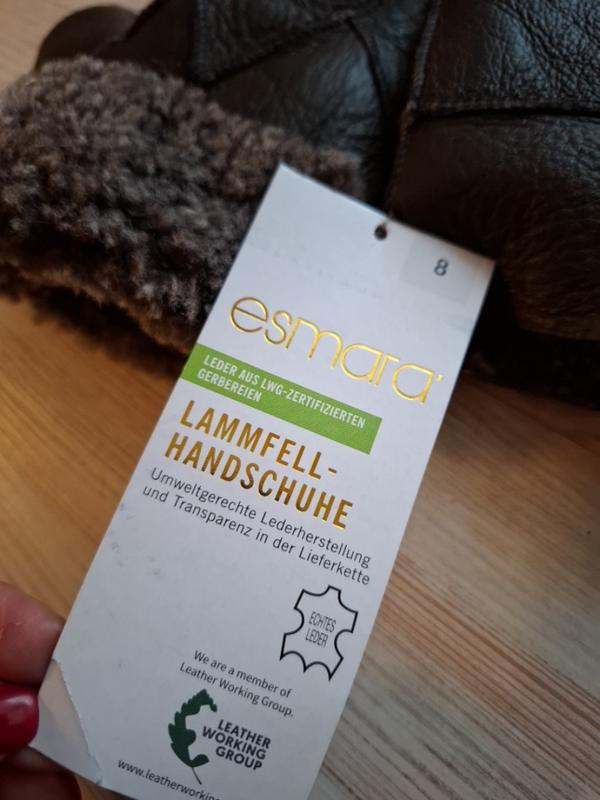 8
esmara
LEDER AUS LWG-ZERTIFIZIERTEN
GERBEREIEN
LAMMFELL-
HANDSCHUHE
Umweltgerechte Lederherstellung
und Transparenz in der Lieferkette
ECHTES
LEDER
We are a member of
Leather Working Group.
LEATHER
WORKING
GROUP